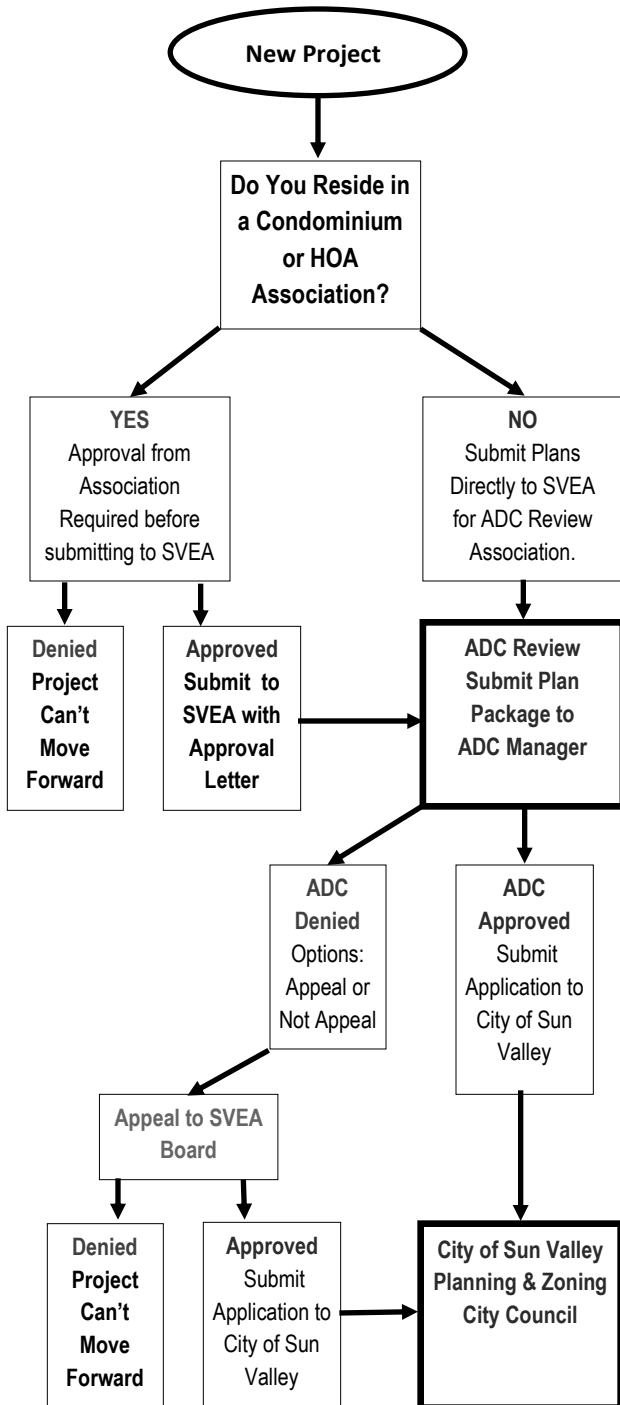 New Project
Do You Reside in
a Condominium
or HOA
Association?
YES
Approval from
Association
Required before
submitting to SVEA
NO
Submit Plans
Directly to SVEA
for ADC Review
Association.
Denied
Project
Can't
Move
Forward
Approved
Submit to
SVEA with
Approval
Letter
ADC Review
Submit Plan
Package to
ADC Manager
ADC
Denied
Options:
Appeal or
Not Appeal
ADC
Approved
Submit
Application to
City of Sun
Valley
Appeal to SVEA
Board
Denied
Project
Can't
Move
Forward
Approved
Submit
Application to
City of Sun
Valley
City of Sun Valley
Planning & Zoning
City Council